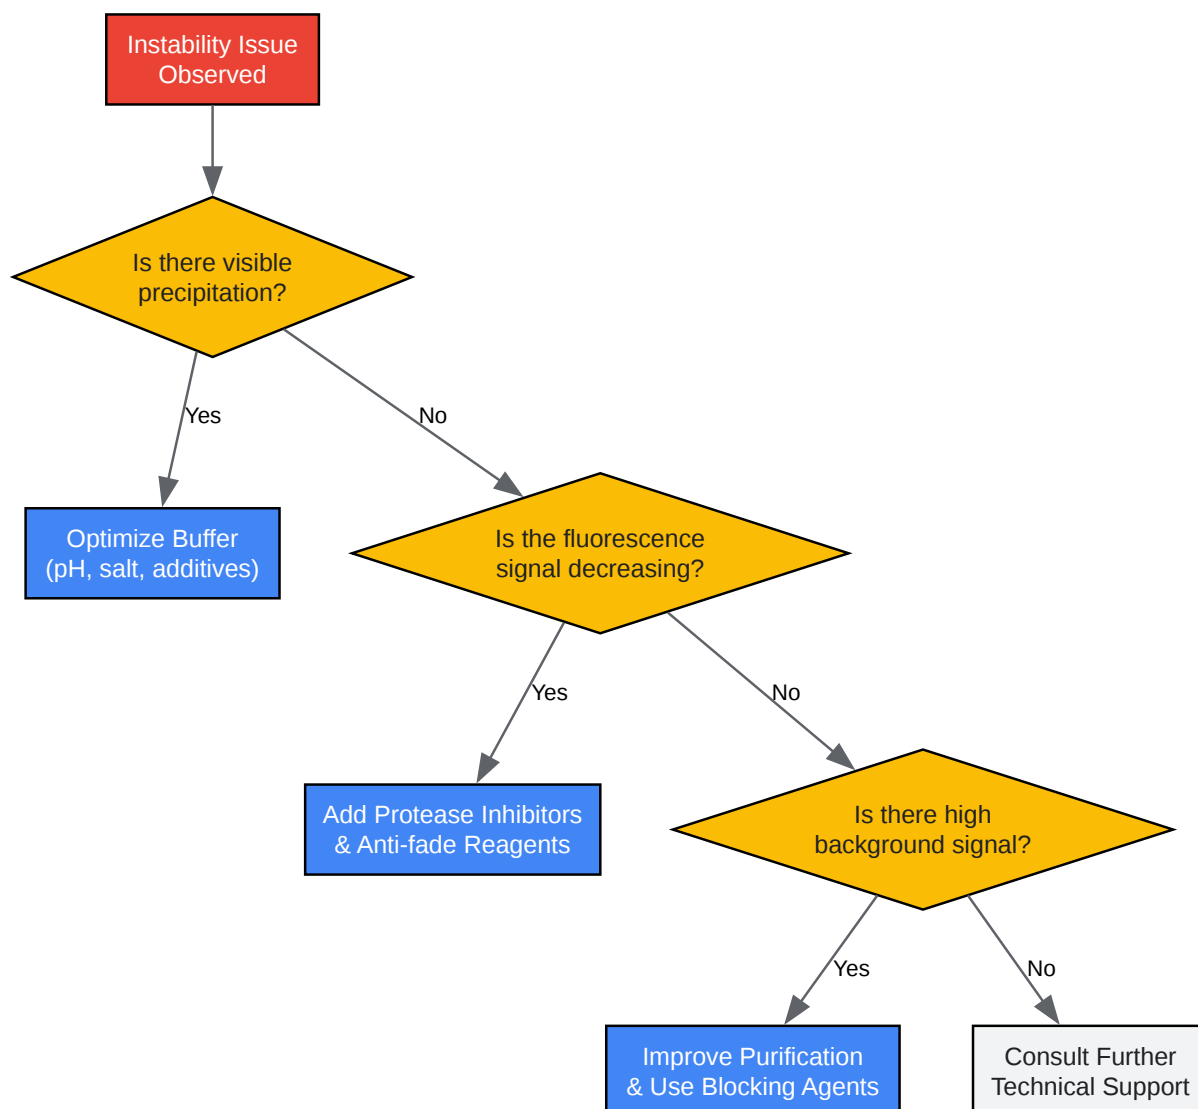 Instability Issue
Observed
Is there visible
precipitation?
Yes
No
Optimize Buffer
(pH, salt, additives)
Is the fluorescence
signal decreasing?
Yes
No
Add Protease Inhibitors
& Anti-fade Reagents
Is there high
background signal?
Yes
No
Improve Purification
& Use Blocking Agents
Consult Further
Technical Support